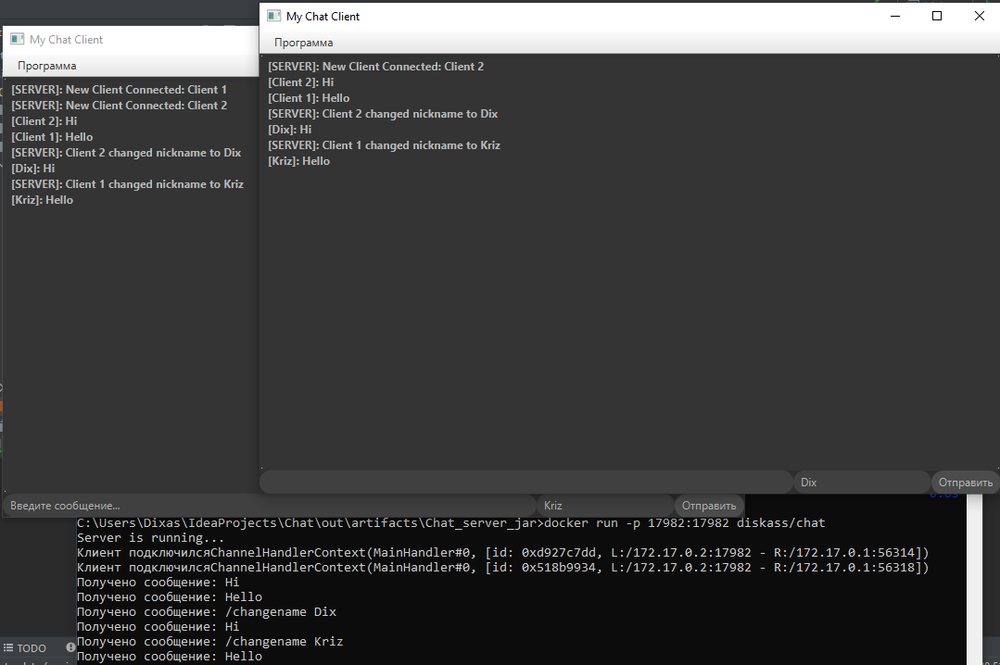 My Chat Client
Программа
[SERVER]: New Client Connected: Client 1
[SERVER]: New Client Connected: Client 2
[Client 2]: Hi
[Client 1]: Hello
[SERVER]: Client 2 changed nickname to Dix
[Dix]: Hi
[SERVER]: Client 1 changed nickname to Kriz
[Kriz]: Hello
Введите сообщение...
Kriz
Отправить
My Chat Client
Программа
[SERVER]: New Client Connected: Client 2
[Client 2]: Hi
[Client 1]: Hello
[SERVER]: Client 2 changed nickname to Dix
[Dix]: Hi
[SERVER]: Client 1 changed nickname to Kriz
[Kriz]: Hello
Dix
Отправить
C:\Users\Dixas\IdeaProjects\Chat\out\artifacts\Chat_server_jar>docker run -p 17982:17982 diskass/chat
Server is running...
Клиент подключилсяChannelHandlerContext(MainHandler#0, [id: 0xd927c7dd, L:/172.17.0.2:17982 - R:/172.17.0.1:56314])
Клиент подключилсяChannelHandlerContext(MainHandler#0, [id: 0x518b9934, L:/172.17.0.2:17982 - R:/172.17.0.1:56318])
Получено сообщение: Hi
Получено сообщение: Hello
Получено сообщение: /changename Dix
Получено сообщение: Hi
Получено сообщение: /changename Kriz
Получено сообщение: Hello
TODO